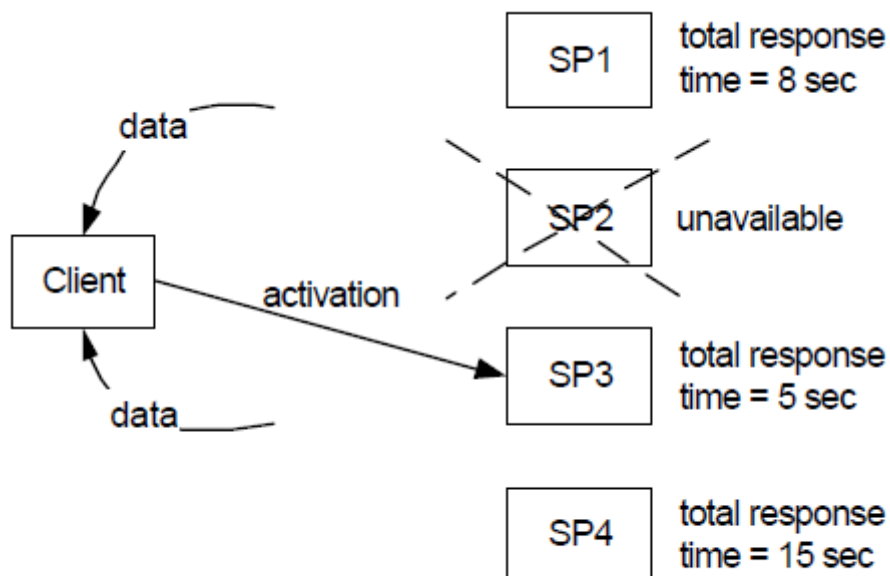 SP1
total response
time = 8 sec
data
SP2
unavailable
Client
activation
SP3
total response
time = 5 sec
data
SP4
total response
time = 15 sec